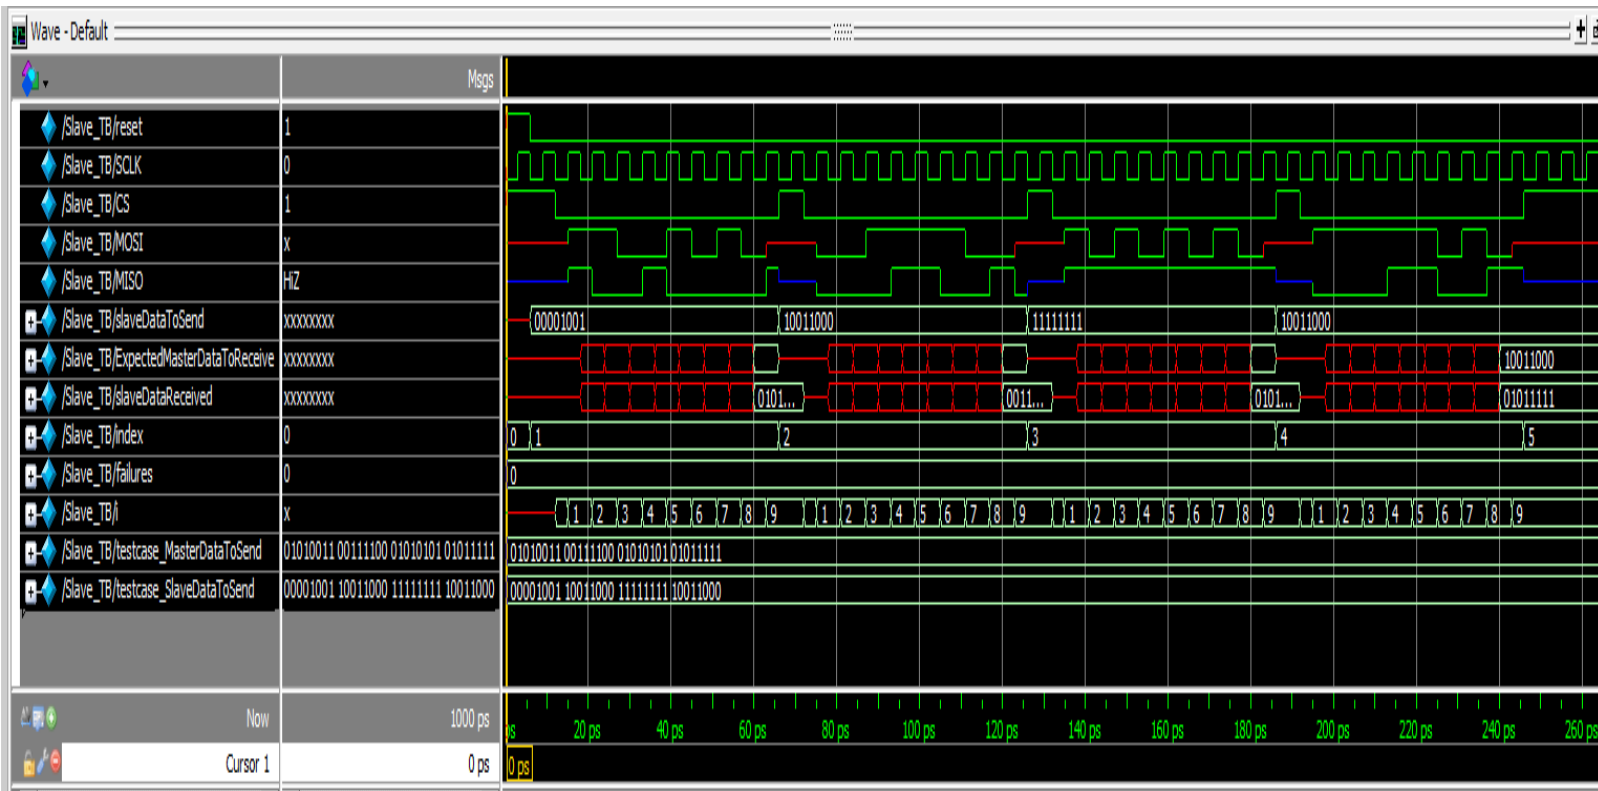 Wave - Default
Msgs
/Slave_TB/reset 1
/Slave_TB/SCLK 0
/Slave_TB/CS 1
/Slave_TB/MOSI x
/Slave_TB/MISO HiZ
/Slave_TB/slaveDataToSend xxxxxxxx 00001001 10011000 11111111 10011000
/Slave_TB/ExpectedMasterDataToReceive xxxxxxxx 10011000
/Slave_TB/slaveDataReceived xxxxxxxx 0101... 0011... 0101... 01011111
/Slave_TB/index 0 0 1 2 3 4 5
/Slave_TB/failures 0 0
/Slave_TB/i x 1 2 3 4 5 6 7 8 9 1 2 3 4 5 6 7 8 9 1 2 3 4 5 6 7 8 9 1 2 3 4 5 6 7 8 9
/Slave_TB/testcase_MasterDataToSend 01010011 00111100 01010101 01011111 01010011 00111100 01010101 01011111
/Slave_TB/testcase_SlaveDataToSend 00001001 10011000 11111111 10011000 00001001 10011000 11111111 10011000
Now 1000 ps ps 20 ps 40 ps 60 ps 80 ps 100 ps 120 ps 140 ps 160 ps 180 ps 200 ps 220 ps 240 ps 260 ps
Cursor 1 0 ps 0 ps